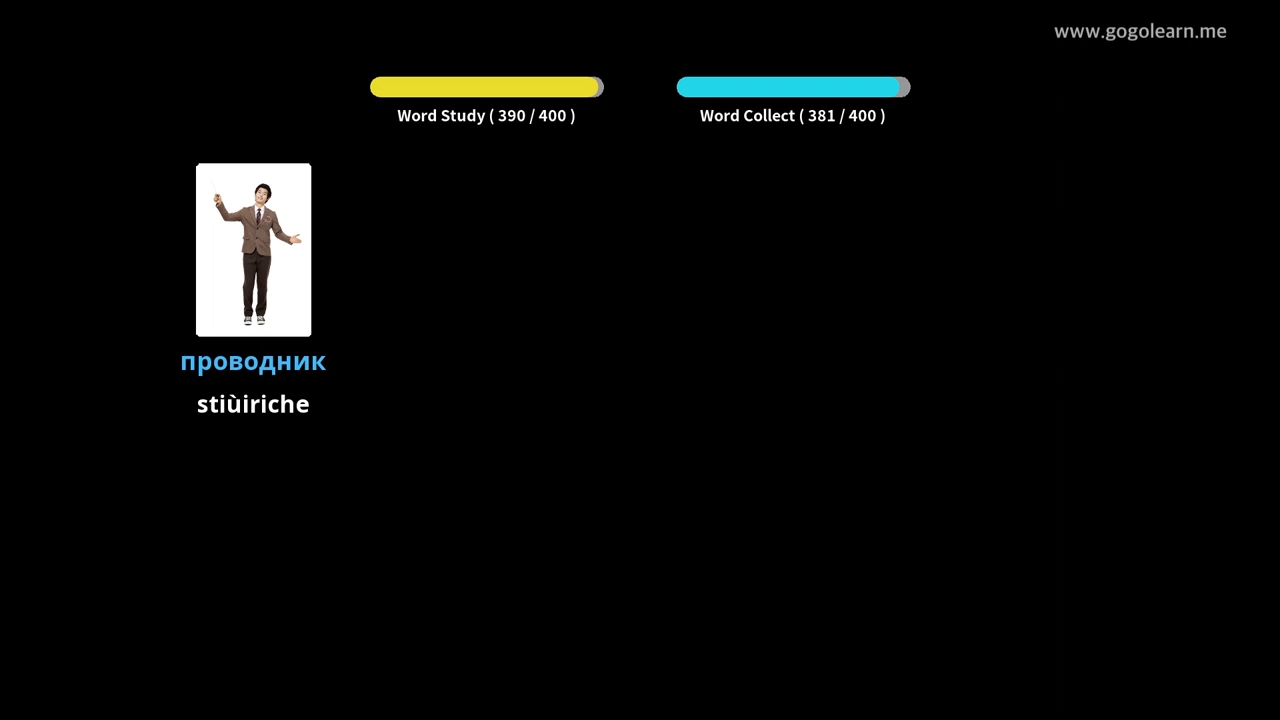 www.gogolearn.me
Word Study ( 390 / 400 )
Word Collect ( 381 / 400 )
проводник
stiùiriche